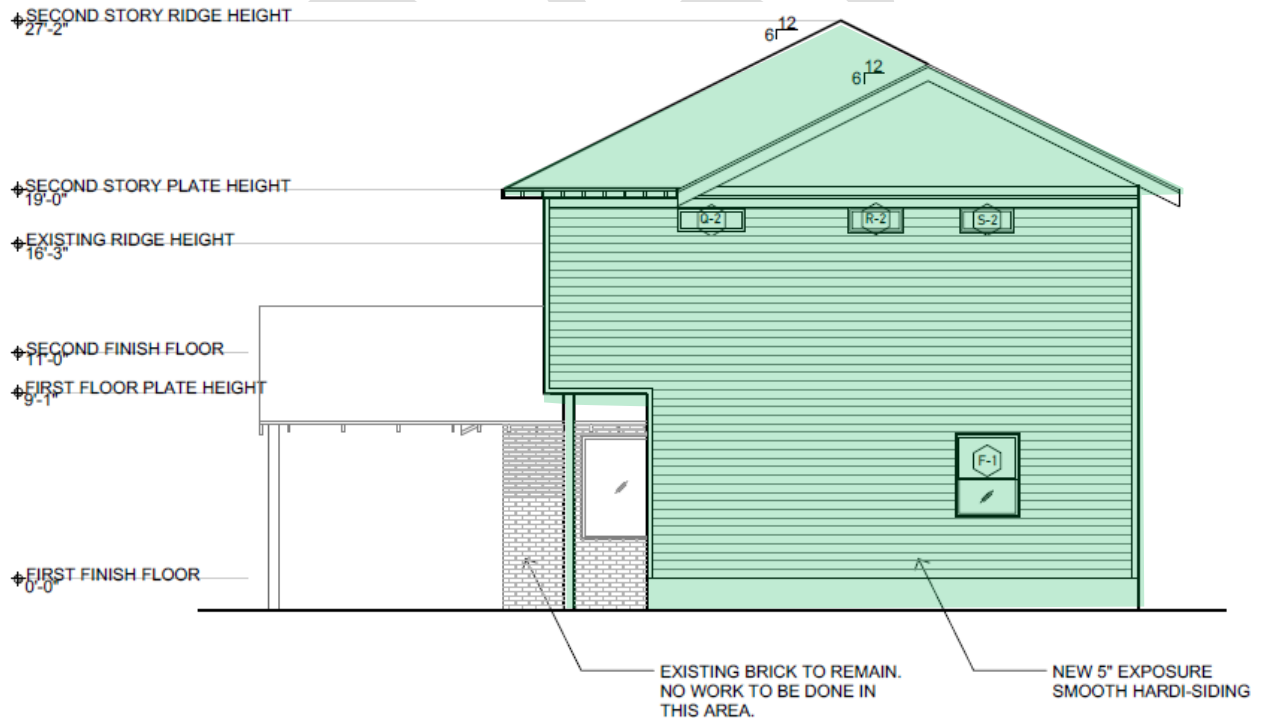 SECOND STORY RIDGE HEIGHT
27'-2"
12
6
12
6
SECOND STORY PLATE HEIGHT
19'-0"
Q-2
R-2
S-2
EXISTING RIDGE HEIGHT
16'-3"
SECOND FINISH FLOOR
11'-0"
FIRST FLOOR PLATE HEIGHT
9'-1"
F-1
FIRST FINISH FLOOR
0'-0"
EXISTING BRICK TO REMAIN.
NO WORK TO BE DONE IN
THIS AREA.
NEW 5" EXPOSURE
SMOOTH HARDI-SIDING